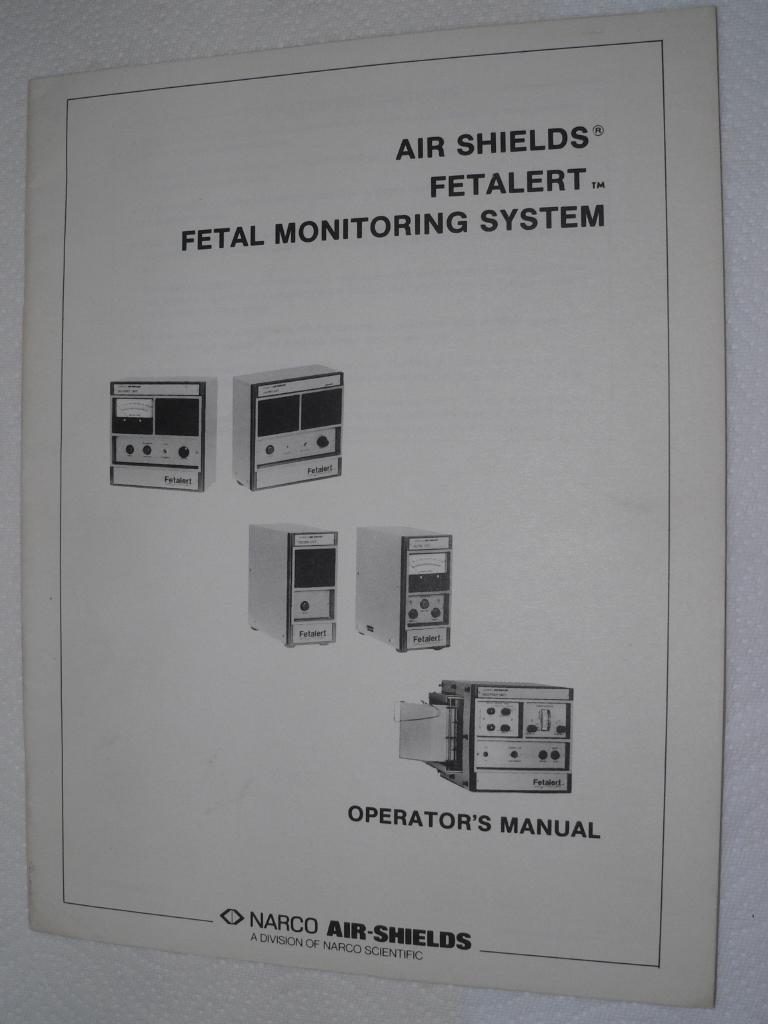 AIR SHIELDS®
FETALERT™
FETAL MONITORING SYSTEM
Fetalert
Fetalert
Fetalert
Fetalert
Fetalert
OPERATOR'S MANUAL
NARCO AIR-SHIELDS
A DIVISION OF NARCO SCIENTIFIC